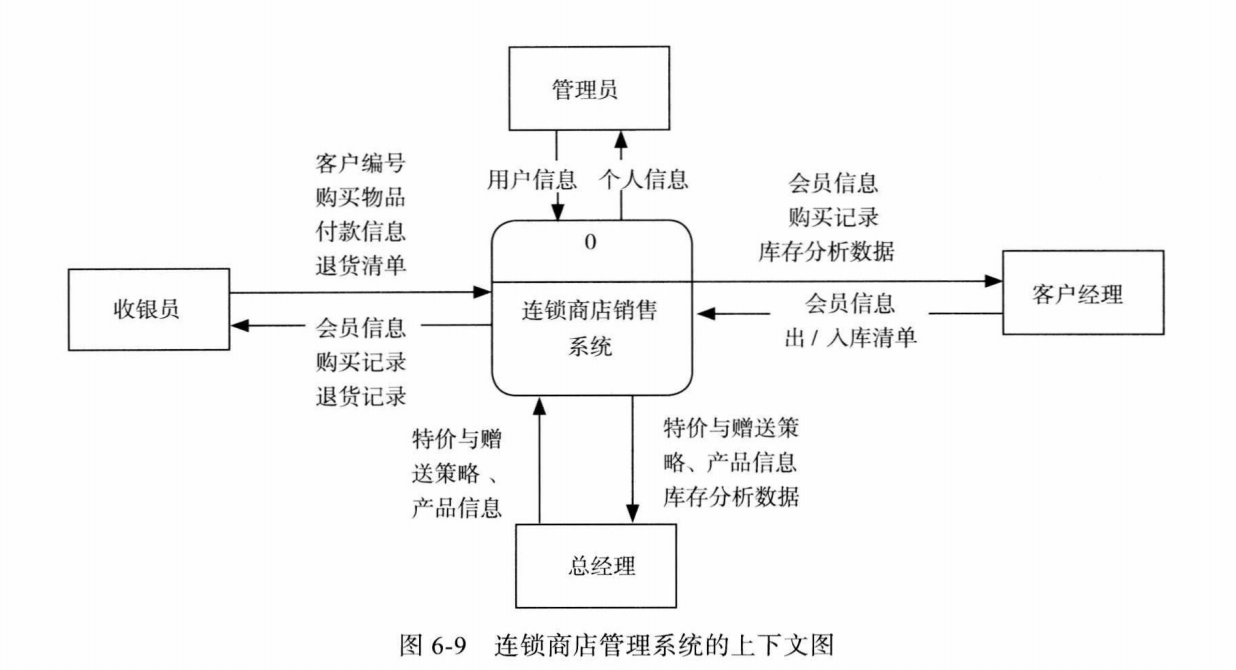 管理员
用户信息
个人信息
客户编号
购买物品
付款信息
退货清单
会员信息
购买记录
库存分析数据
0
连锁商店销售
系统
收银员
客户经理
会员信息
购买记录
退货记录
会员信息
出 / 入库清单
特价与赠
送策略 、
产品信息
特价与赠送策
略、产品信息
库存分析数据
总经理
图 6-9 连锁商店管理系统的上下文图